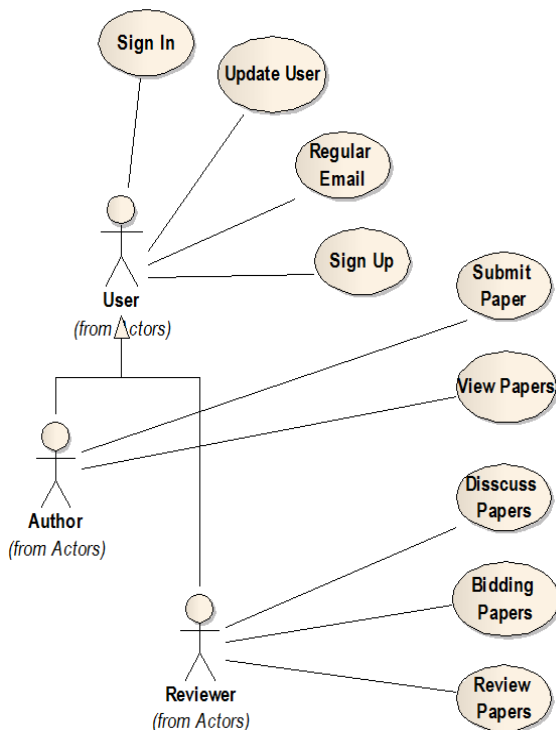 Sign In
Update User
Regular
Email
Sign Up
User
(from Actors)
Submit
Paper
View Papers
Author
(from Actors)
Disscuss
Papers
Bidding
Papers
Reviewer
(from Actors)
Review
Papers